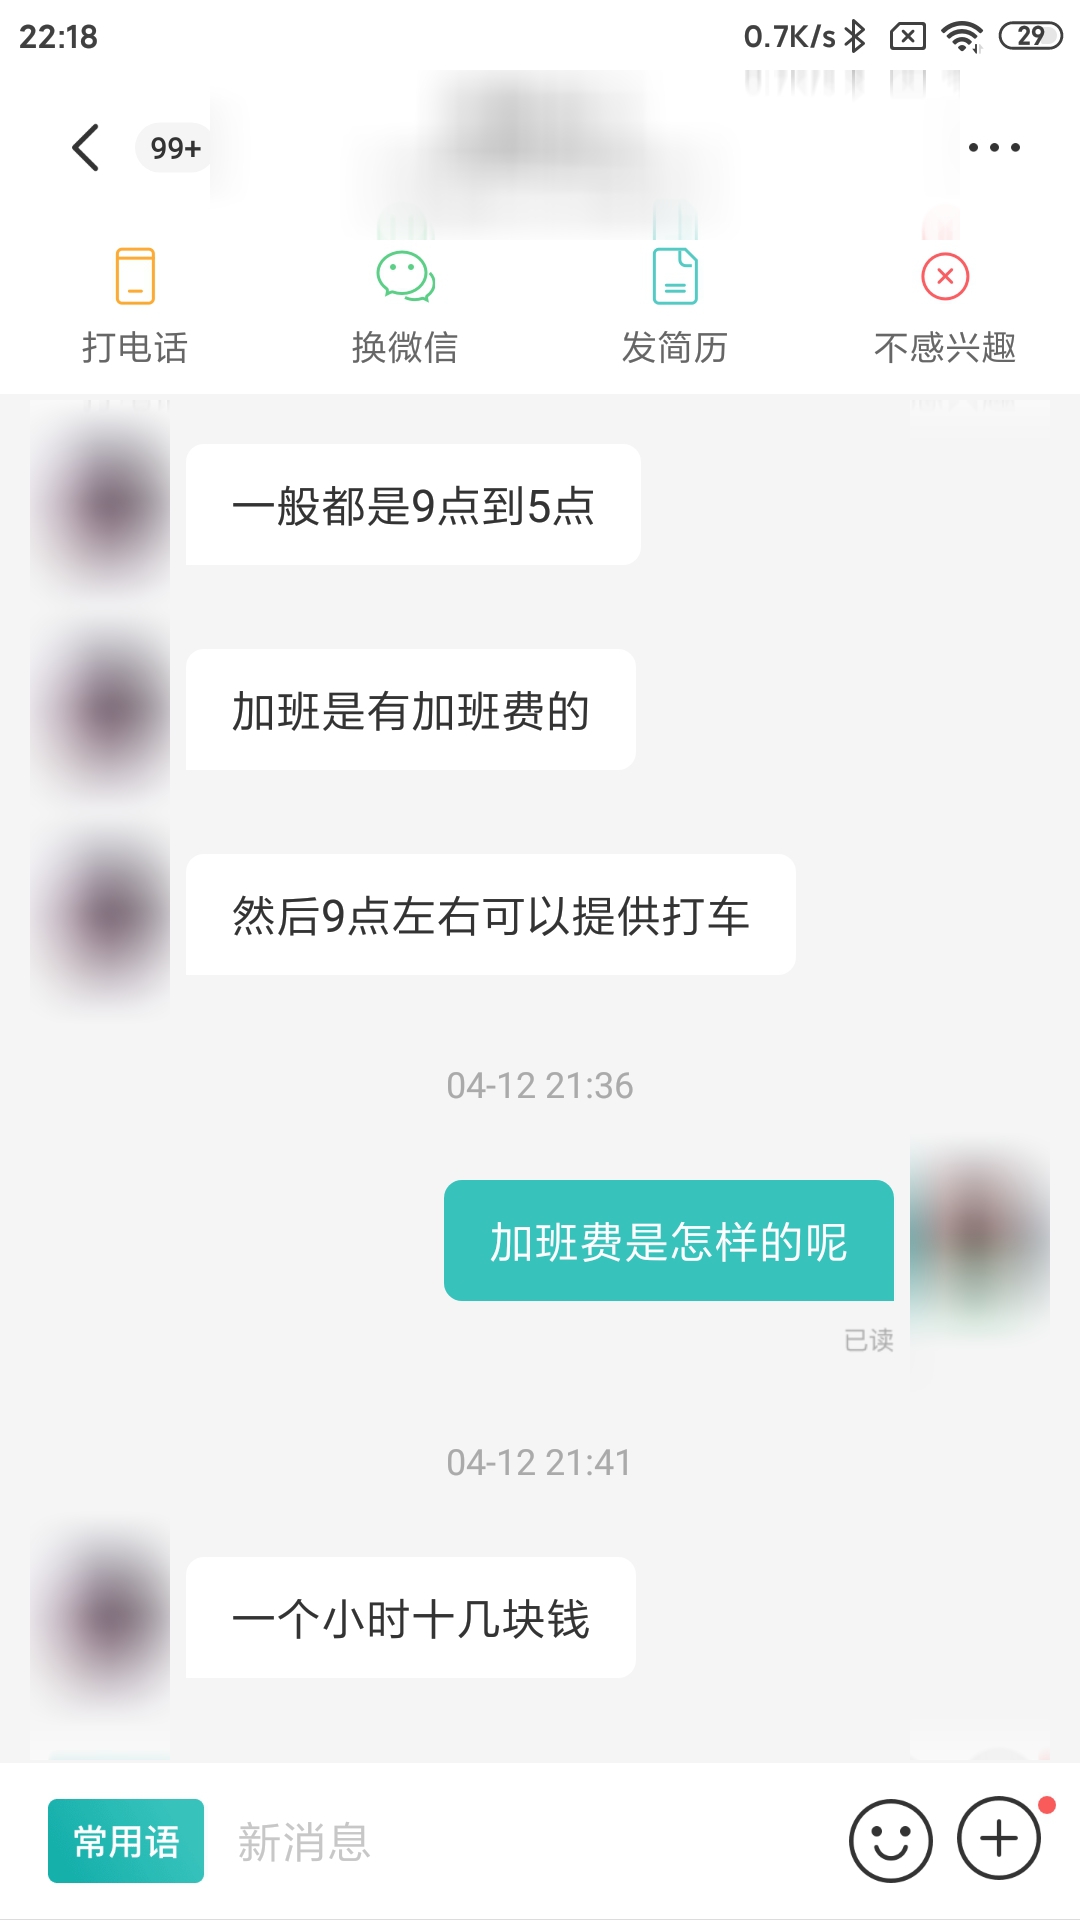 22:18 0.7K/s 29
99+
打电话 换微信 发简历 不感兴趣
一般都是9点到5点
加班是有加班费的
然后9点左右可以提供打车
04-12 21:36
加班费是怎样的呢
已读
04-12 21:41
一个小时十几块钱
常用语 新消息